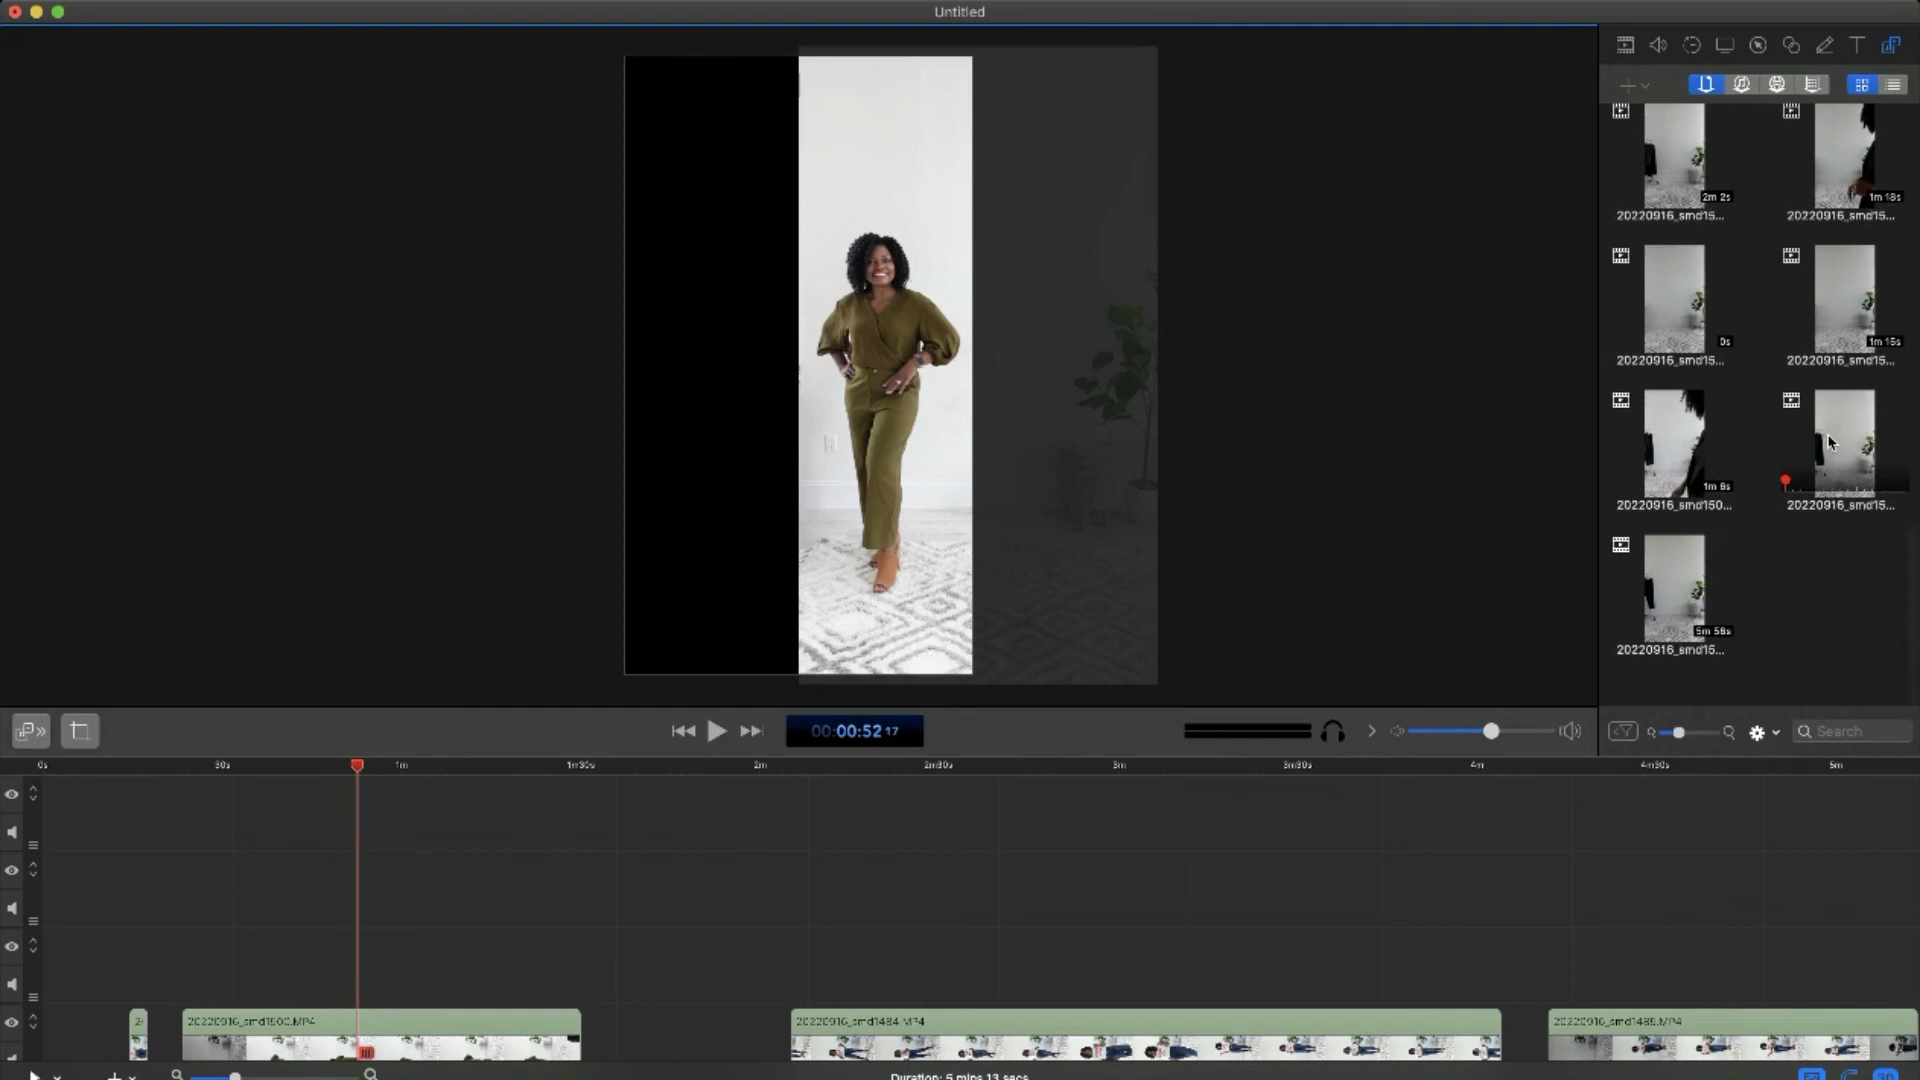 Untitled
2m 2s
1m 18s
20220916_smd15...
20220916_smd15...
0s
1m 15s
20220916_smd15...
20220916_smd15...
1m 6s
20220916_smd150...
20220916_smd15...
5m 58s
20220916_smd15...
00:00:52 17
Search
0s
30s
1m
1m30s
2m
2m30s
3m
3m30s
4m
4m30s
5m
2
20220916_smd1500.MP4
20220916_smd1484.MP4
20220916_smd1485.MP4
Duration: 5 mins 13 secs